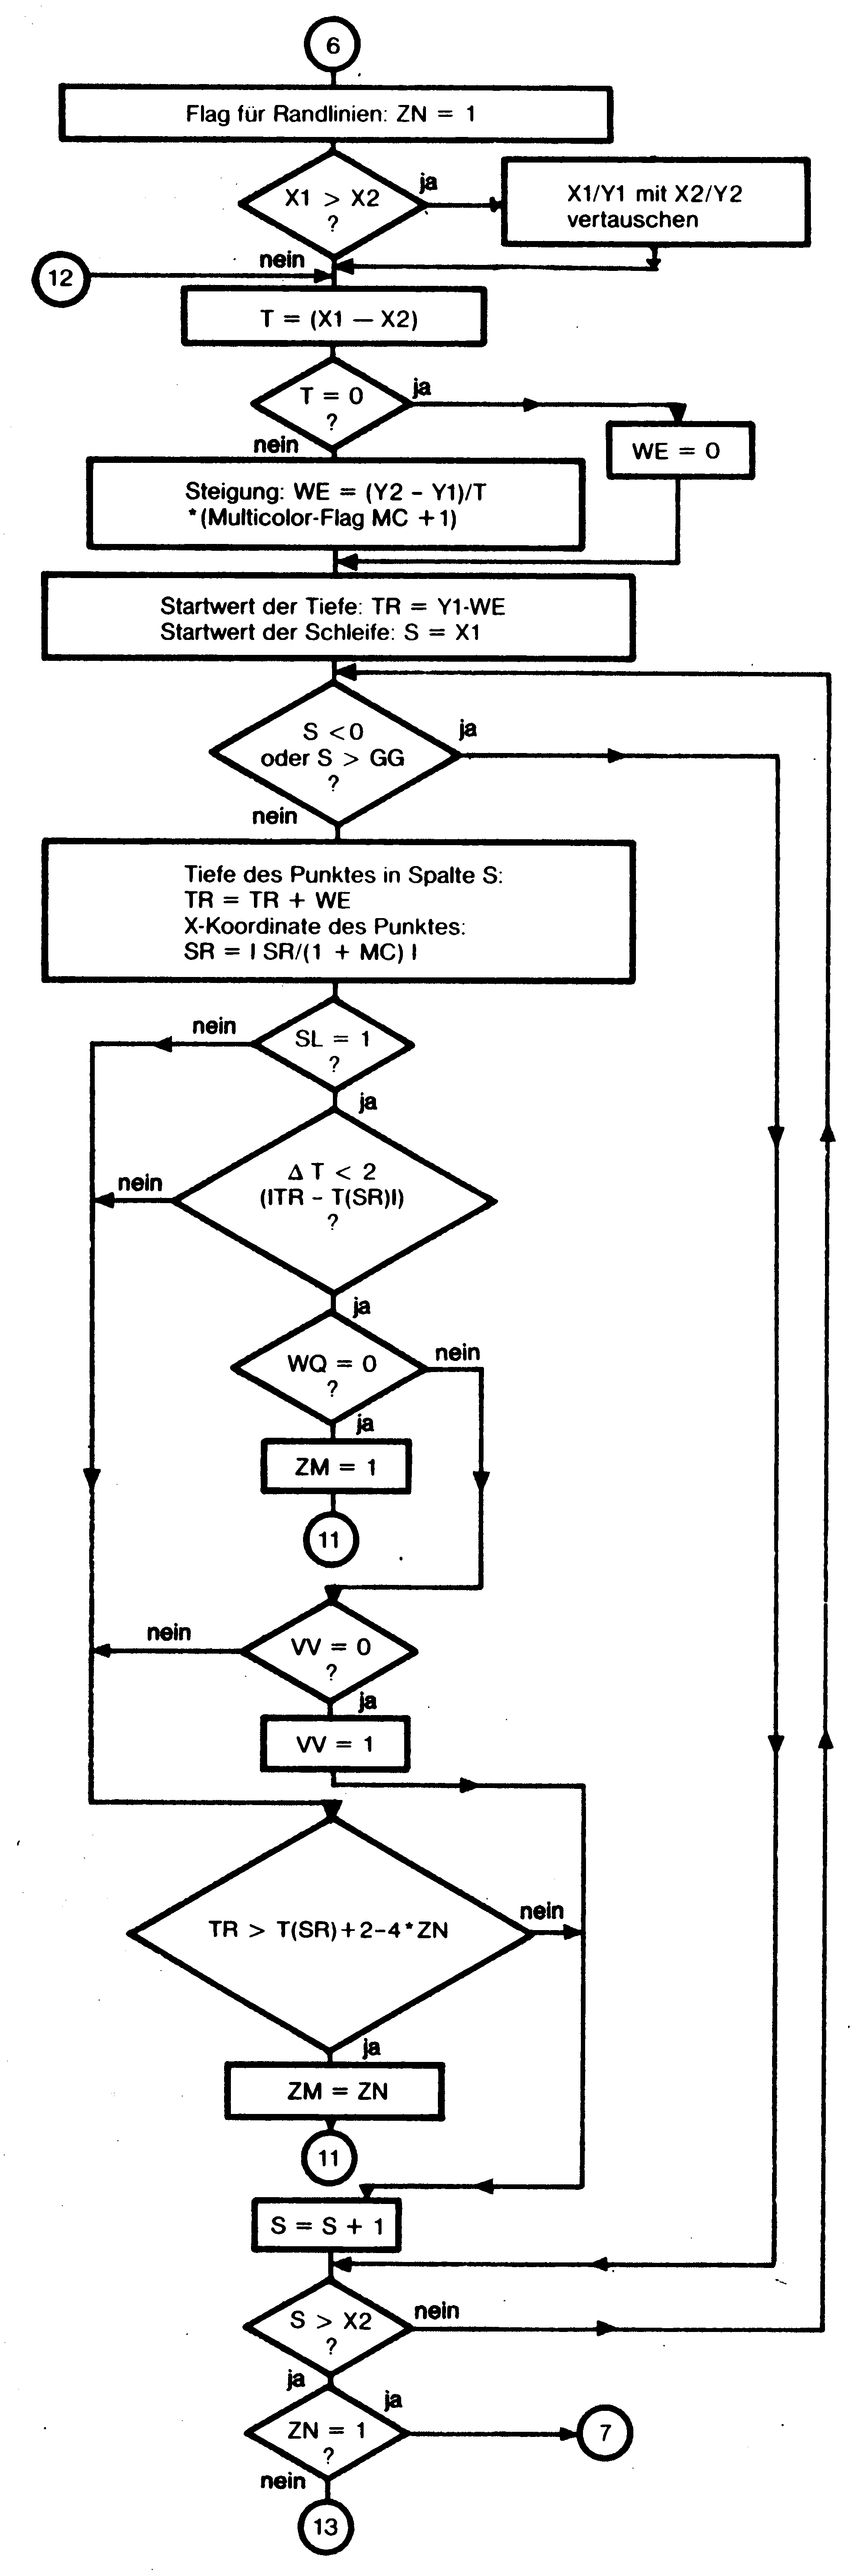 6
Flag für Randlinien: ZN = 1
X1 > X2
?
ja
X1/Y1 mit X2/Y2
vertauschen
nein
12
T = (X1 — X2)
T = 0
?
ja
nein
WE = 0
Steigung: WE = (Y2 - Y1)/T
*(Multicolor-Flag MC +1)
Startwert der Tiefe: TR = Y1-WE
Startwert der Schleife: S = X1
S <0
oder S > GG
?
ja
nein
Tiefe des Punktes in Spalte S:
TR = TR + WE
X-Koordinate des Punktes:
SR = I SR/(1 + MC) I
nein
SL = 1
?
ja
Δ T < 2
(ITR - T(SR)I)
?
nein
ja
WQ = 0
?
nein
ja
ZM = 1
11
nein
VV = 0
?
ja
VV = 1
TR > T(SR)+2-4*ZN
nein
ja
ZM = ZN
11
S = S + 1
S > X2
?
nein
ja
ja
ZN = 1
?
7
nein
13